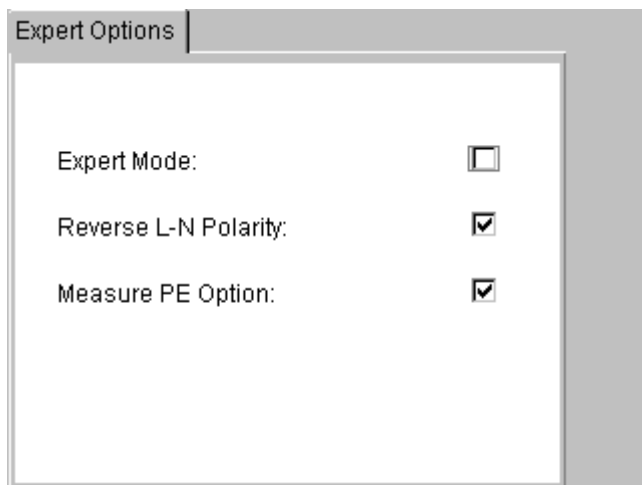 Expert Options
Expert Mode:
Reverse L-N Polarity:
Measure PE Option: